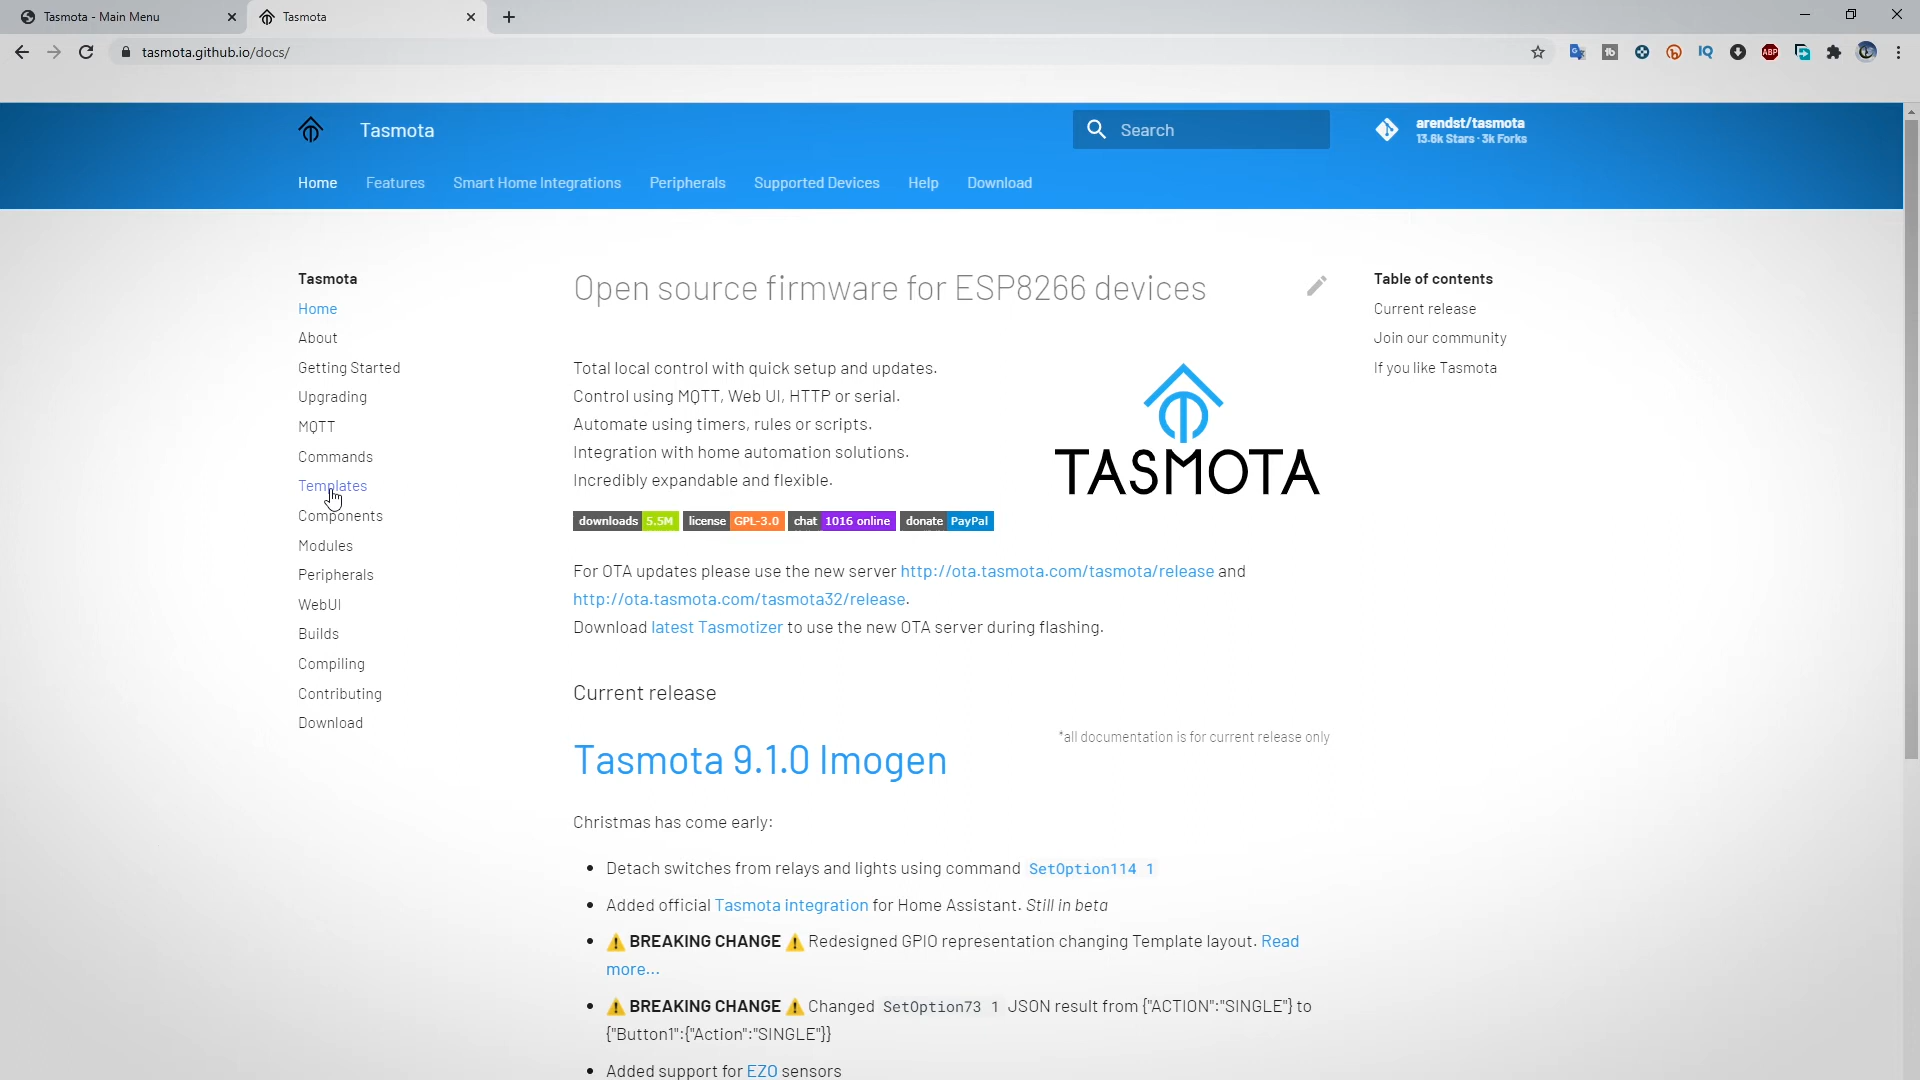 Tasmota - Main Menu
Tasmota
tasmota.github.io/docs/
Tasmota
Search
arendst/tasmota
13.6k Stars · 3k Forks
Home
Features
Smart Home Integrations
Peripherals
Supported Devices
Help
Download
Tasmota
Home
About
Getting Started
Upgrading
MQTT
Commands
Templates
Components
Modules
Peripherals
WebUI
Builds
Compiling
Contributing
Download
Open source firmware for ESP8266 devices
Total local control with quick setup and updates.
Control using MQTT, Web UI, HTTP or serial.
Automate using timers, rules or scripts.
Integration with home automation solutions.
Incredibly expandable and flexible.
TASMOTA
downloads 5.5M license GPL-3.0 chat 1016 online donate PayPal
For OTA updates please use the new server http://ota.tasmota.com/tasmota/release and
http://ota.tasmota.com/tasmota32/release.
Download latest Tasmotizer to use the new OTA server during flashing.
Current release
*all documentation is for current release only
Tasmota 9.1.0 Imogen
Christmas has come early:
• Detach switches from relays and lights using command SetOption114 1
• Added official Tasmota integration for Home Assistant. Still in beta
• ⚠️ BREAKING CHANGE ⚠️ Redesigned GPIO representation changing Template layout. Read
more...
• ⚠️ BREAKING CHANGE ⚠️ Changed SetOption73 1 JSON result from {"ACTION":"SINGLE"} to
{"Button1":{"Action":"SINGLE"}}
• Added support for EZO sensors
Table of contents
Current release
Join our community
If you like Tasmota
IQ
ABP